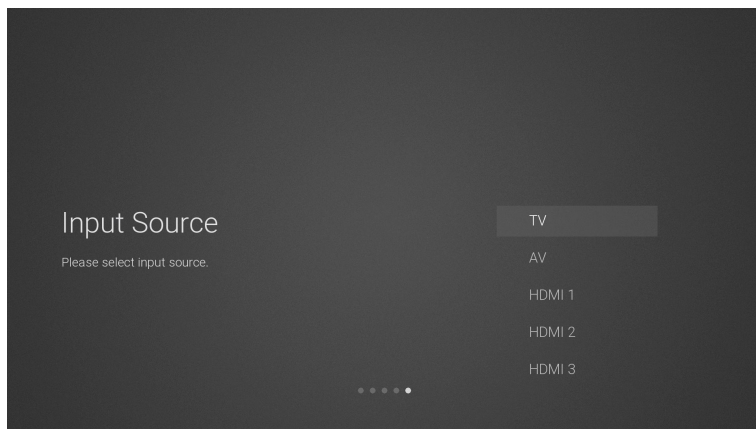 Input Source
Please select input source.
TV
AV
HDMI 1
HDMI 2
HDMI 3